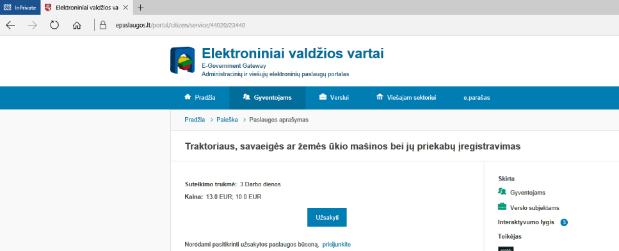 InPrivate
Elektroniniai valdžios va
epaslaugos.lt/portal/citizen/service/44020/23440
Elektroniniai valdžios vartai
E-Government Gateway
Administracinių ir viešųjų elektroninių paslaugų portalas
Pradžia Gyventojams Verslui Viešajam sektoriui e.parašas
Pradžia > Paieška > Paslaugos aprašymas
Traktoriaus, savaeigės ar žemės ūkio mašinos bei jų priekabų įregistravimas
Suteikimo trukmė: 3 Darbo dienos
Kaina: 13.0 EUR, 10.0 EUR
Užsakyti
Norėdami pasitikrinti užsakytos paslaugos būseną, prisijunkite
Skirta
Gyventojams
Verslo subjektams
Interaktyvumo lygis
Teikėjas